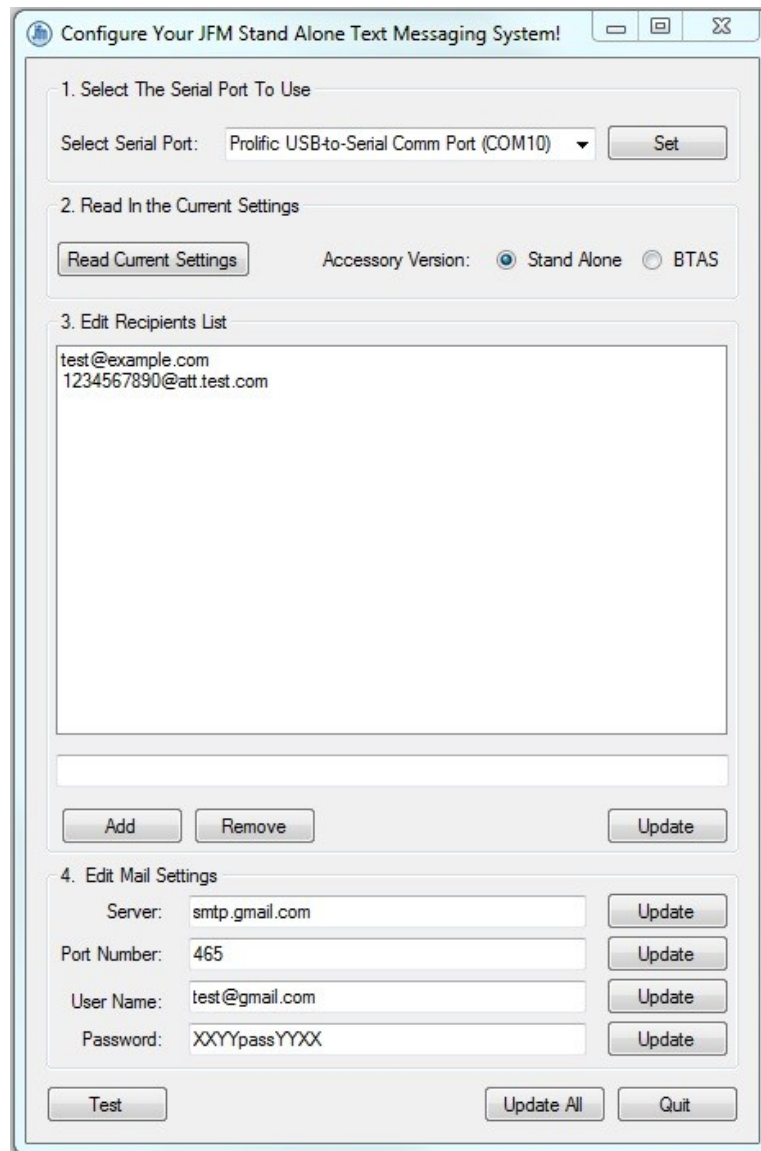 Configure Your JFM Stand Alone Text Messaging System!
1. Select The Serial Port To Use
Select Serial Port: Prolific USB-to-Serial Comm Port (COM10) Set
2. Read In the Current Settings
Read Current Settings Accessory Version: Stand Alone BTAS
3. Edit Recipients List
test@example.com
1234567890@att.test.com
Add Remove Update
4. Edit Mail Settings
Server: smtp.gmail.com Update
Port Number: 465 Update
User Name: test@gmail.com Update
Password: XXYYpassYYXX Update
Test Update All Quit